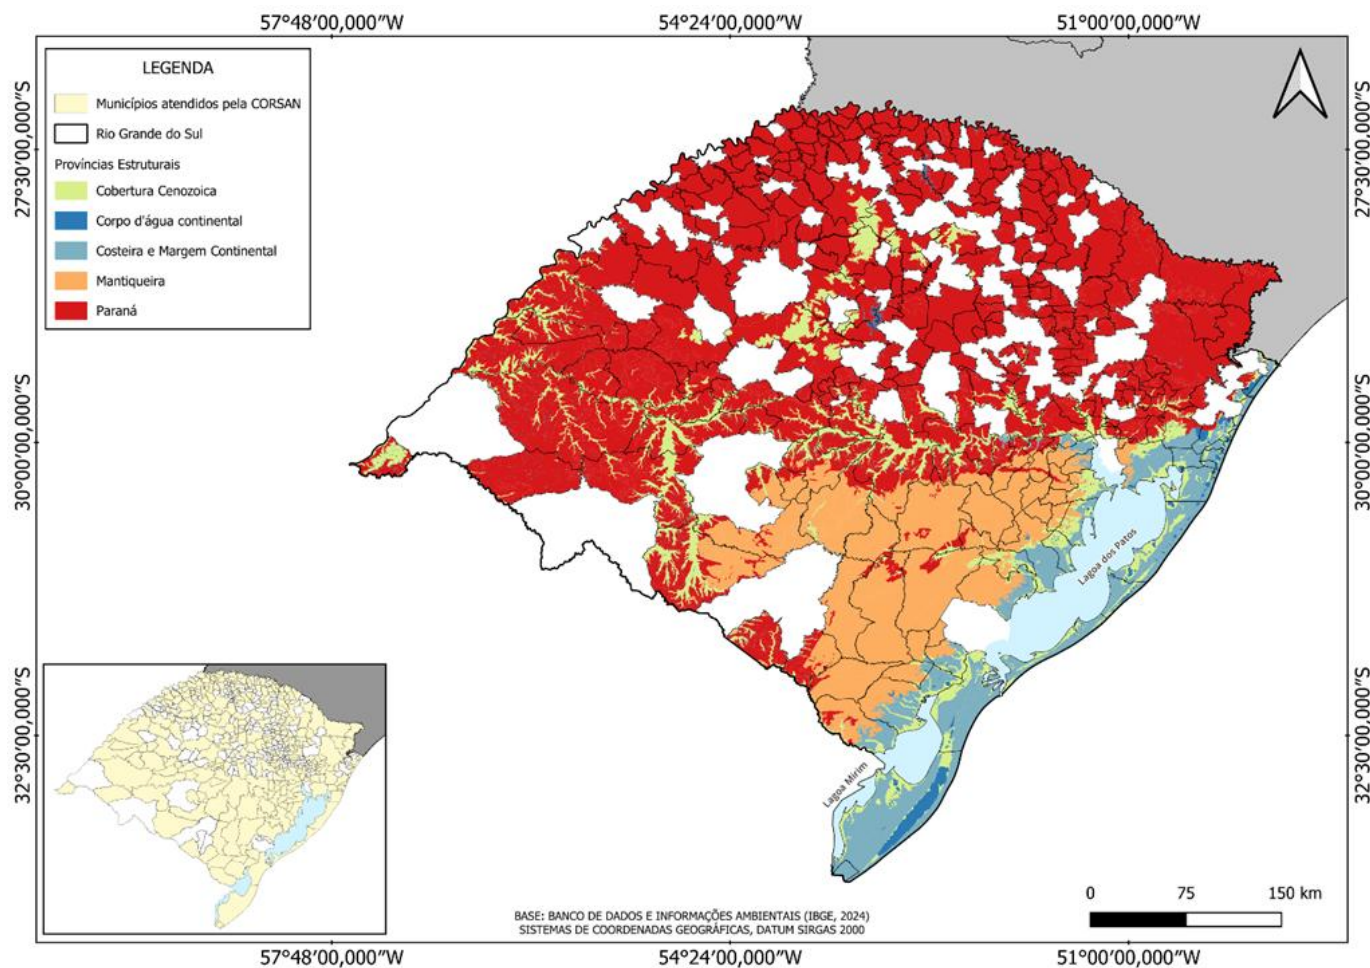 57°48'00,000"W
54°24'00,000"W
51°00'00,000"W
LEGENDA
Municípios atendidos pela CORSAN
Rio Grande do Sul
Províncias Estruturais
Cobertura Cenozoica
Corpo d'água continental
Costeira e Margem Continental
Mantiqueira
Paraná
27°30'00,000"S
27°30'00,000"S
30°00'00,000"S
30°00'00,000"S
Lagoa dos Patos
32°30'00,000"S
32°30'00,000"S
Lagoa Mirim
0 75 150 km
BASE: BANCO DE DADOS E INFORMAÇÕES AMBIENTAIS (IBGE, 2024)
SISTEMAS DE COORDENADAS GEOGRÁFICAS, DATUM SIRGAS 2000
57°48'00,000"W
54°24'00,000"W
51°00'00,000"W